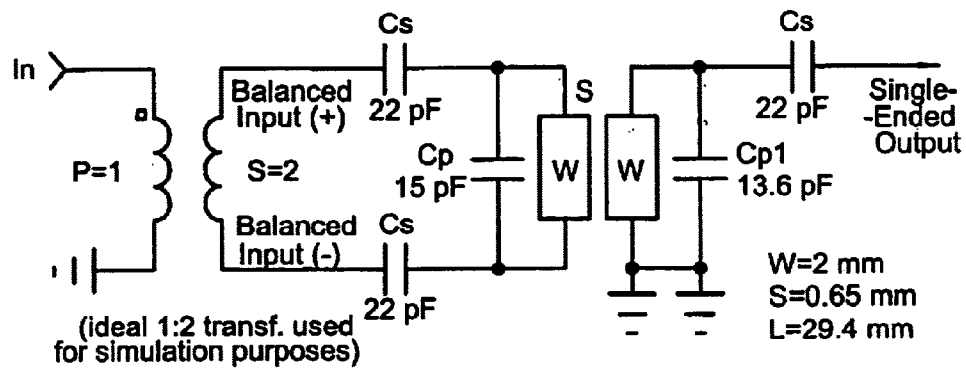 In
P=1
S=2
Balanced
Input (+)
Balanced
Input (-)
Cs
22 pF
Cs
22 pF
Cp
15 pF
S
W
W
Cp1
13.6 pF
Cs
22 pF
Single-
-Ended
Output
W=2 mm
S=0.65 mm
L=29.4 mm
(ideal 1:2 transf. used
for simulation purposes)